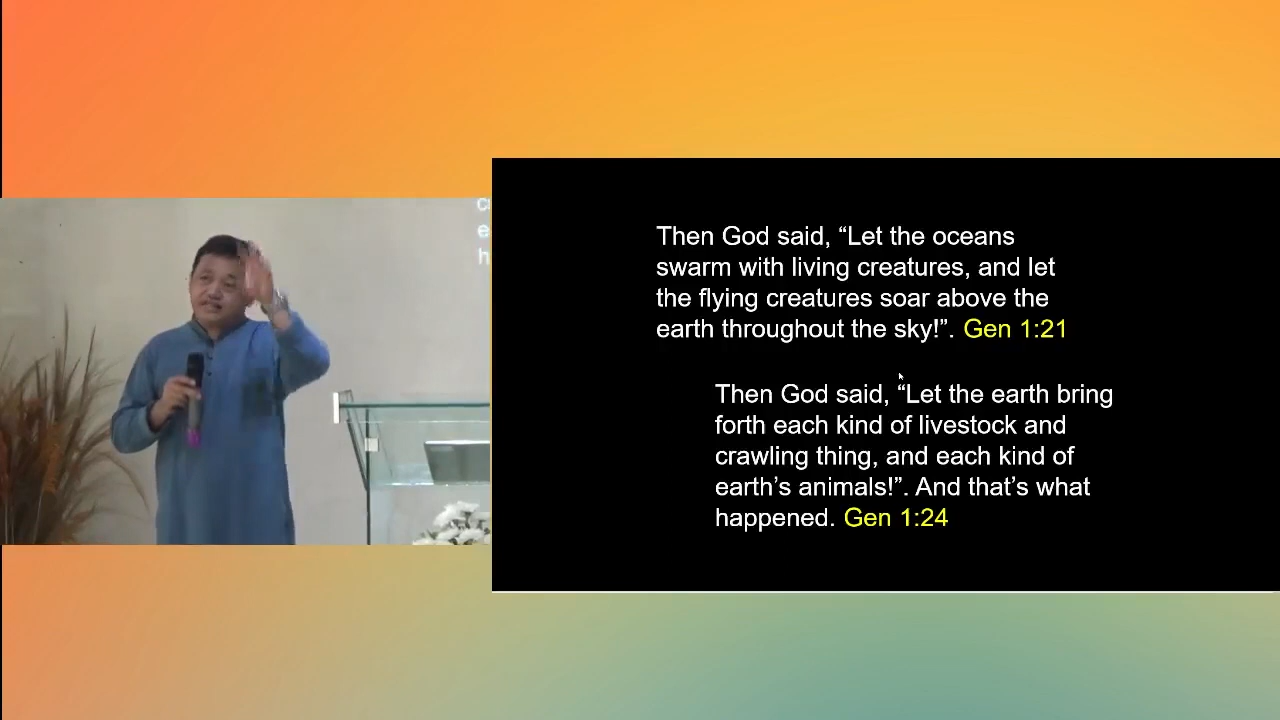 Then God said, “Let the oceans
swarm with living creatures, and let
the flying creatures soar above the
earth throughout the sky!”. Gen 1:21
Then God said, “Let the earth bring
forth each kind of livestock and
crawling thing, and each kind of
earth’s animals!”. And that’s what
happened. Gen 1:24